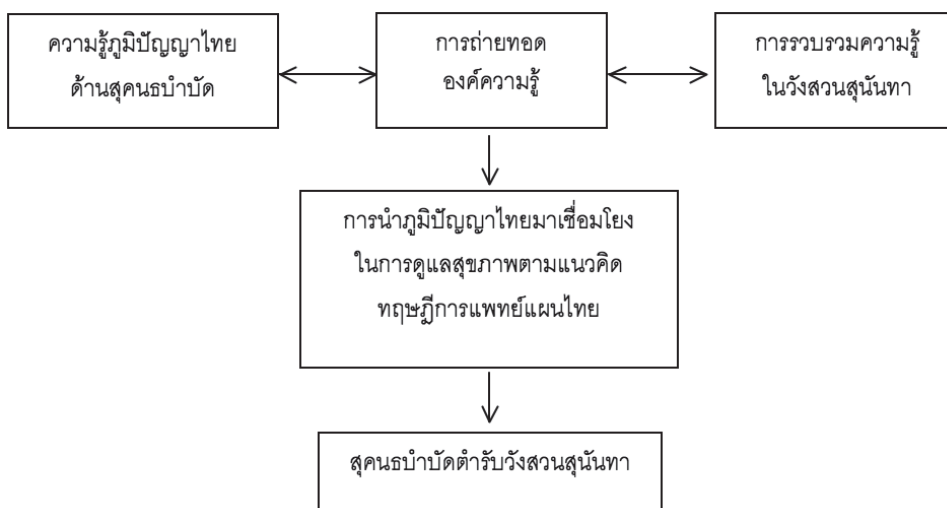 ความรู้ภูมิปัญญาไทย
ด้านสุคนธบำบัด
การถ่ายทอด
องค์ความรู้
การรวบรวมความรู้
ในวังสวนสุนันทา
การนำภูมิปัญญาไทยมาเชื่อมโยง
ในการดูแลสุขภาพตามแนวคิด
ทฤษฎีการแพทย์แผนไทย
สุคนธบำบัดตำรับวังสวนสุนันทา